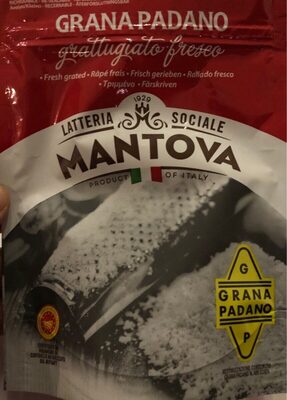 GRANA PADANO
grattugiato fresco
• Fresh grated • Râpé frais • Frisch gerieben • Rallado fresco
• Τριμμένο • Färskriven
1929
LATTERIA SOCIALE
MANTOVA
PRODUCT OF ITALY
G
GRANA
PADANO
P